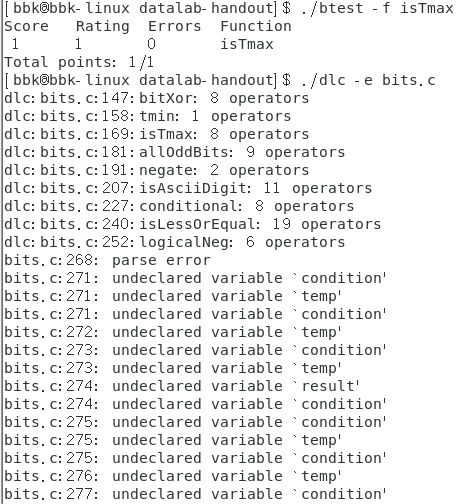 [bbk@bbk-linux datalab-handout]$ ./btest -f isTmax
Score Rating Errors Function
1 1 0 isTmax
Total points: 1/1
[bbk@bbk-linux datalab-handout]$ ./dlc -e bits.c
dlc:bits.c:147:bitXor: 8 operators
dlc:bits.c:158:tmin: 1 operators
dlc:bits.c:169:isTmax: 8 operators
dlc:bits.c:181:allOddBits: 9 operators
dlc:bits.c:191:negate: 2 operators
dlc:bits.c:207:isAsciiDigit: 11 operators
dlc:bits.c:227:conditional: 8 operators
dlc:bits.c:240:isLessOrEqual: 19 operators
dlc:bits.c:252:logicalNeg: 6 operators
bits.c:268: parse error
bits.c:271: undeclared variable `condition'
bits.c:271: undeclared variable `temp'
bits.c:271: undeclared variable `condition'
bits.c:272: undeclared variable `temp'
bits.c:273: undeclared variable `condition'
bits.c:273: undeclared variable `temp'
bits.c:274: undeclared variable `result'
bits.c:274: undeclared variable `condition'
bits.c:275: undeclared variable `condition'
bits.c:275: undeclared variable `temp'
bits.c:275: undeclared variable `condition'
bits.c:276: undeclared variable `temp'
bits.c:277: undeclared variable `condition'